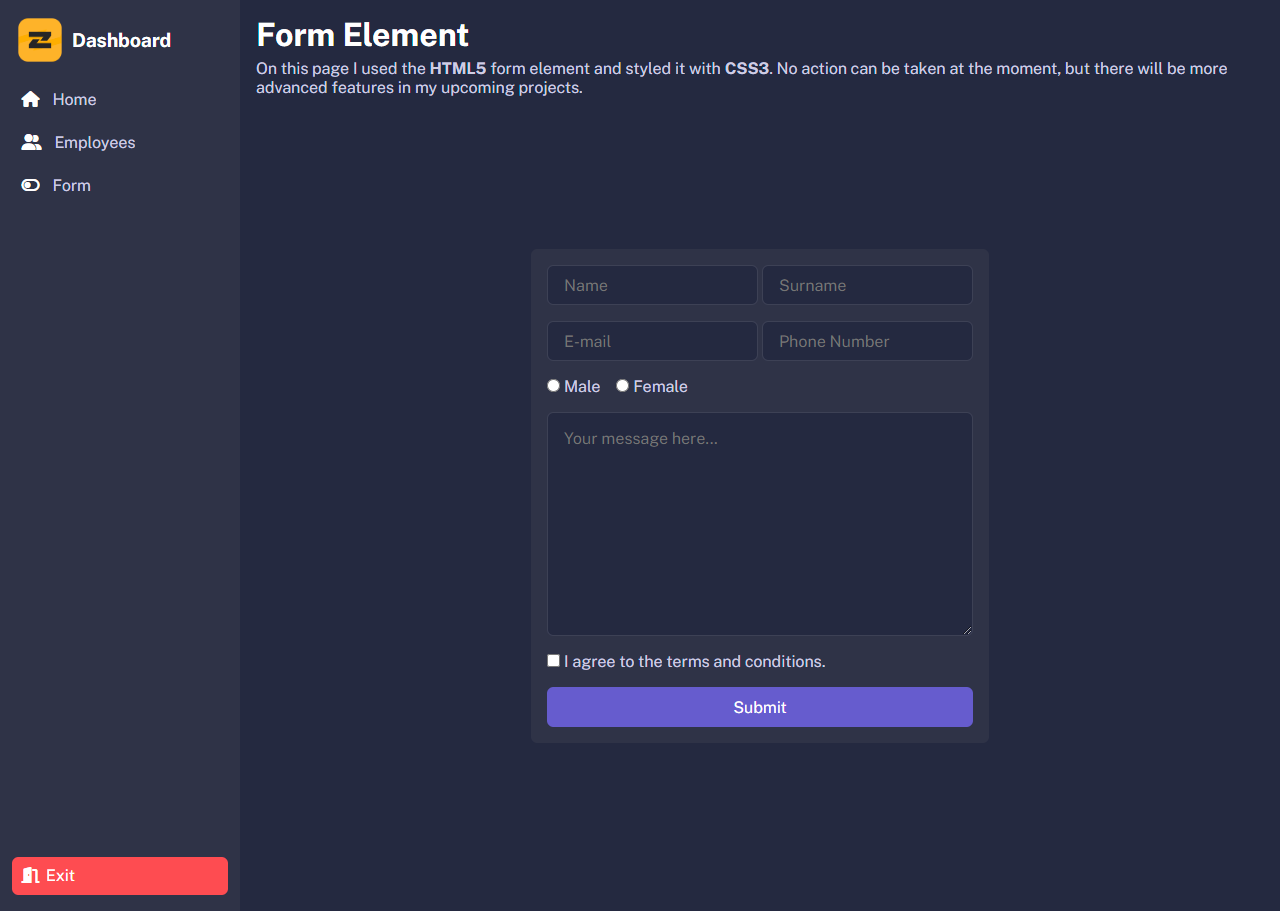 Dashboard
Home
Employees
Form
Exit
Form Element
On this page I used the HTML5 form element and styled it with CSS3. No action can be taken at the moment, but there will be more
advanced features in my upcoming projects.
Name Surname
E-mail Phone Number
Male Female
Your message here...
I agree to the terms and conditions.
Submit